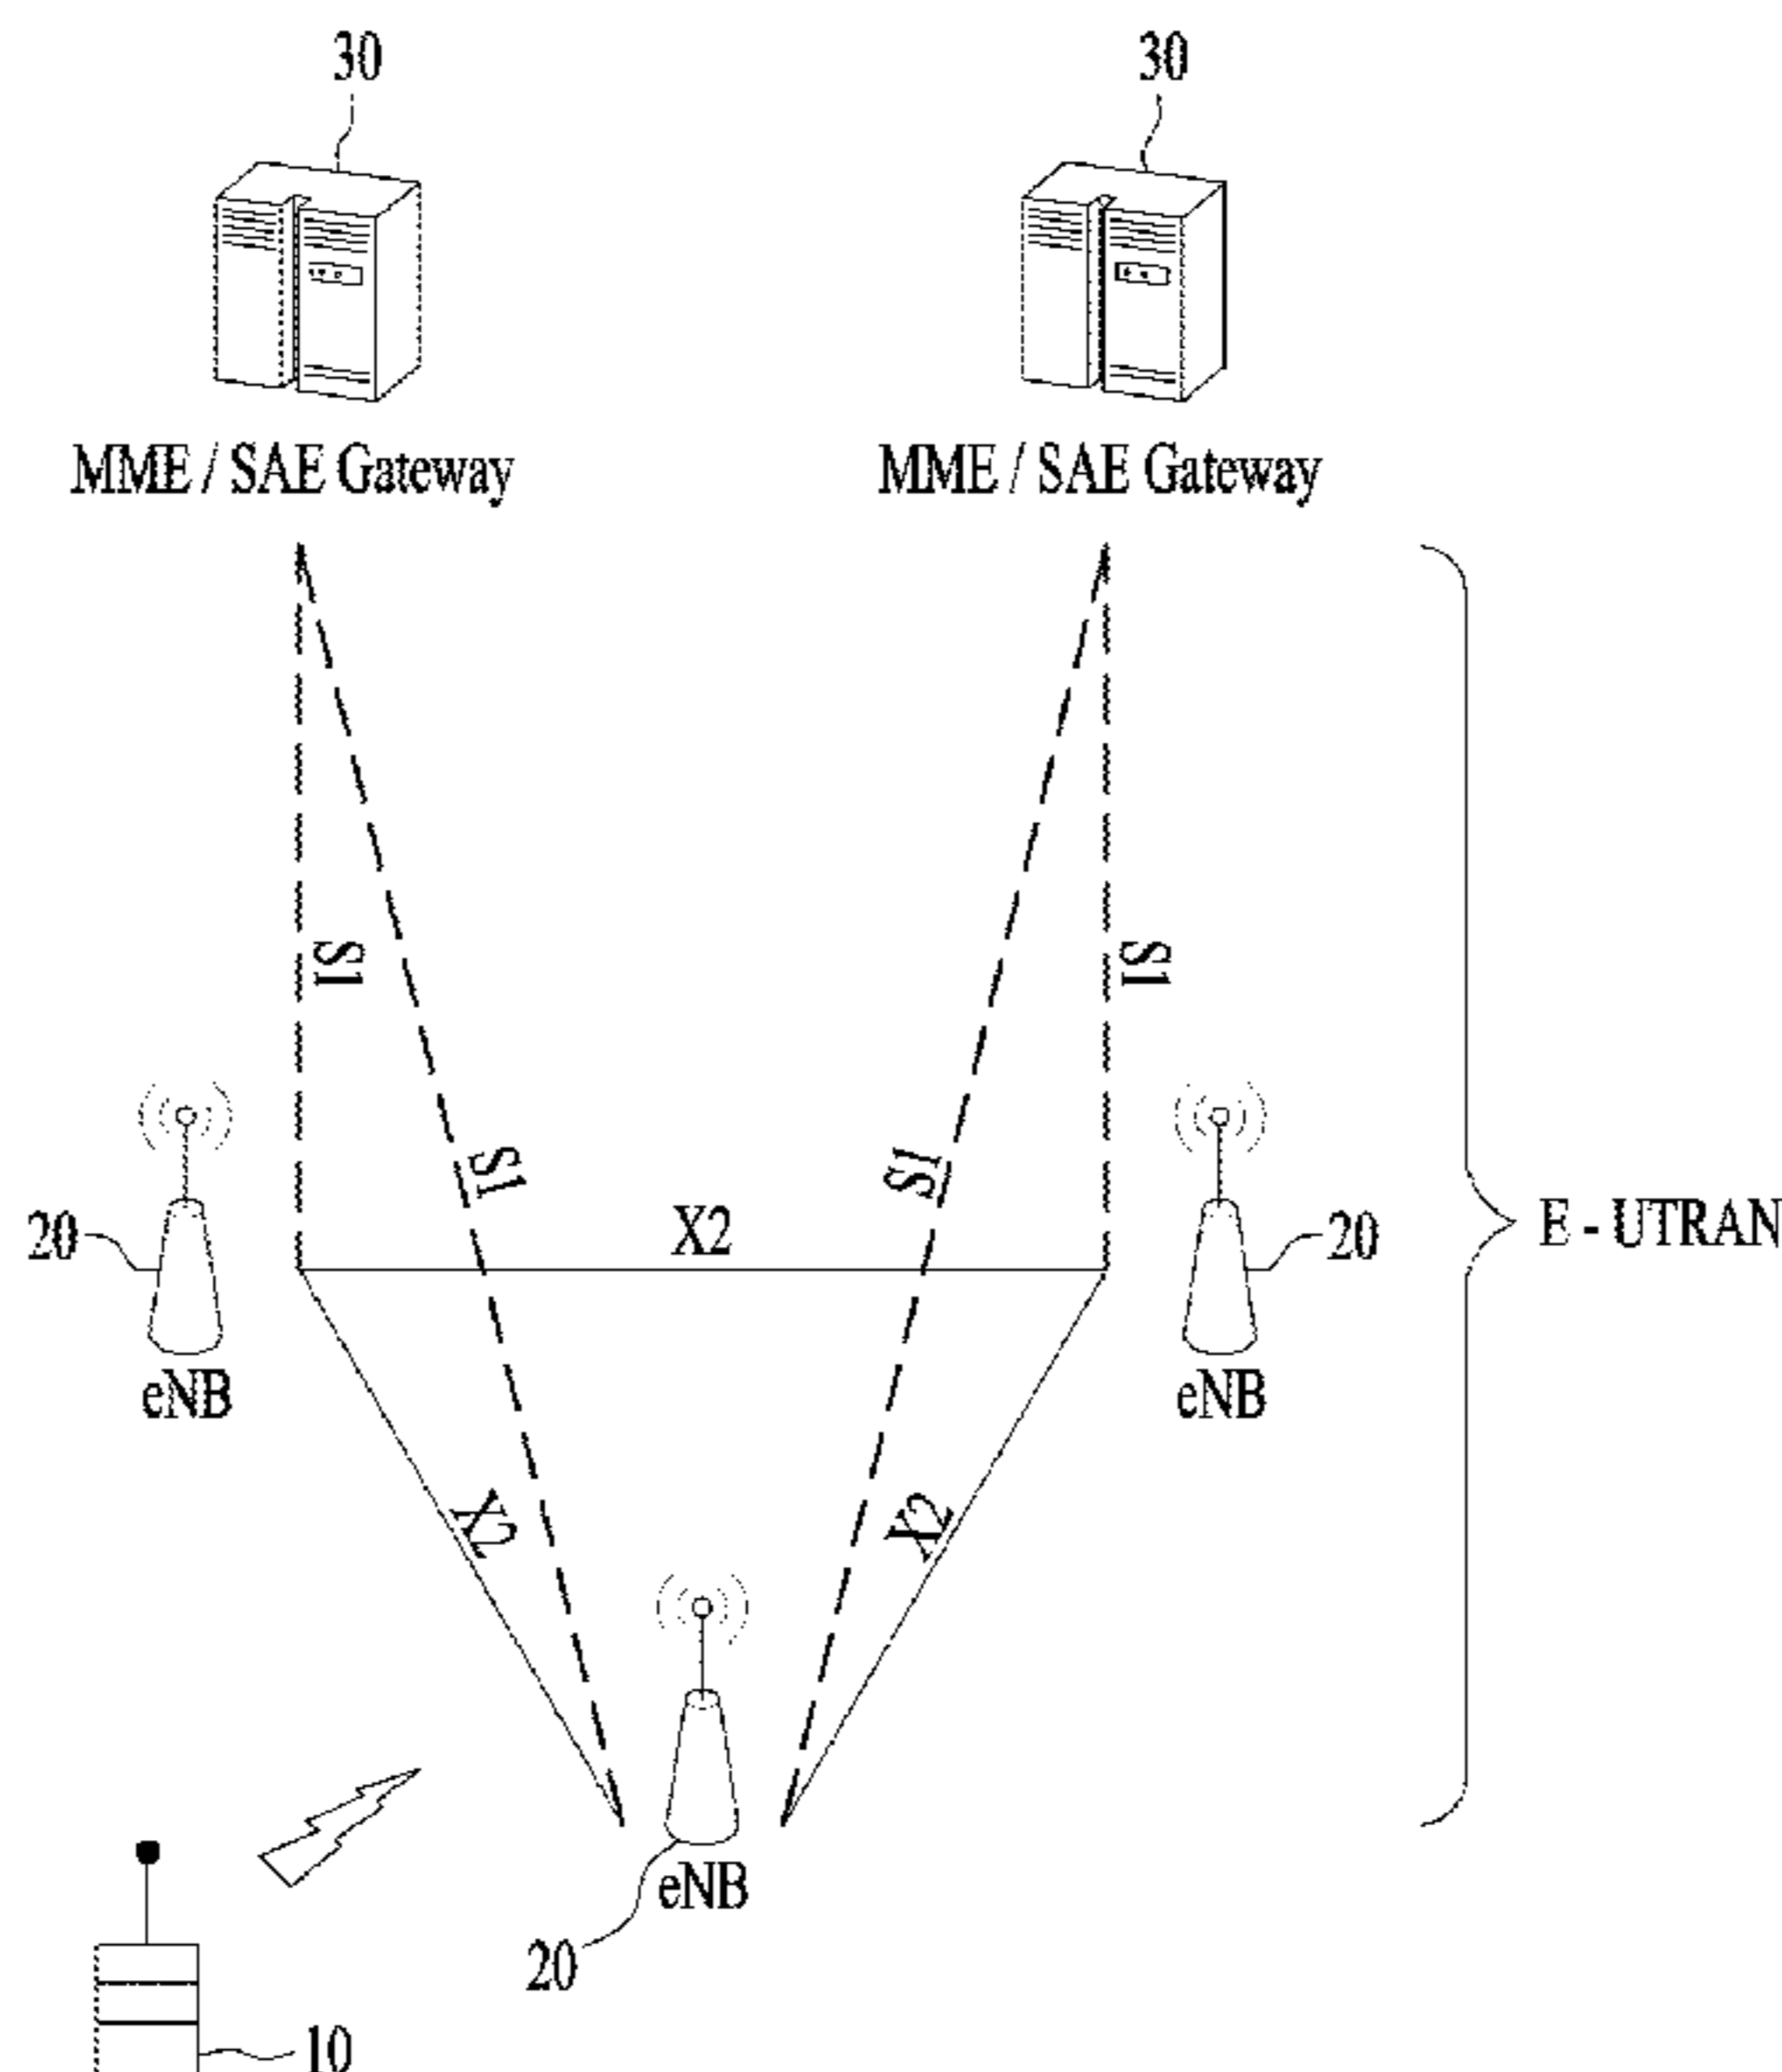 30 30
MME / SAE Gateway MME / SAE Gateway
S1 S1
S1 S1
X2
20 20 E - UTRAN
eNB eNB
X2 X2
eNB
20
10